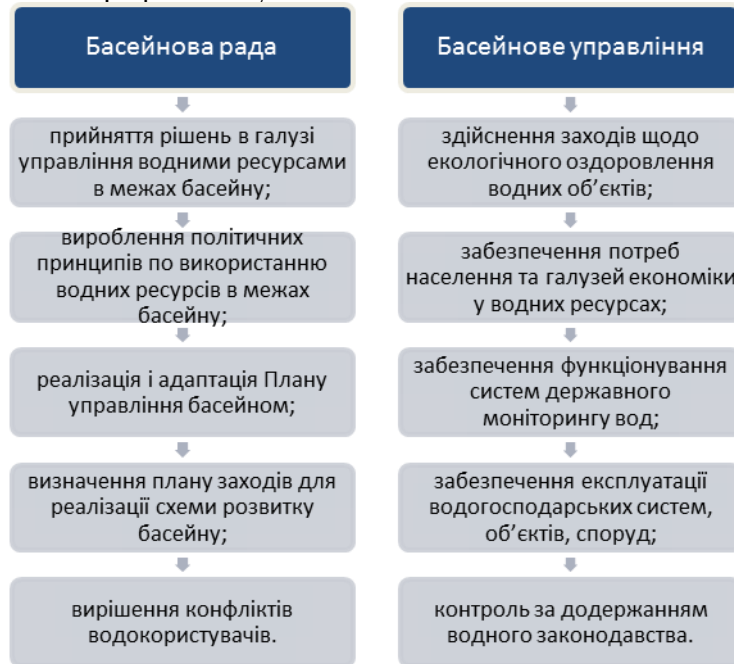 Басейнова рада
прийняття рішень в галузі
управління водними ресурсами
в межах басейну;
вироблення політичних
принципів по використанню
водних ресурсів в межах
басейну;
реалізація і адаптація Плану
управління басейном;
визначення плану заходів для
реалізації схеми розвитку
басейну;
вирішення конфліктів
водокористувачів.
Басейнове управління
здійснення заходів щодо
екологічного оздоровлення
водних об’єктів;
забезпечення потреб
населення та галузей економіки
у водних ресурсах;
забезпечення функціонування
систем державного
моніторингу вод;
забезпечення експлуатації
водогосподарських систем,
об’єктів, споруд;
контроль за додержанням
водного законодавства.